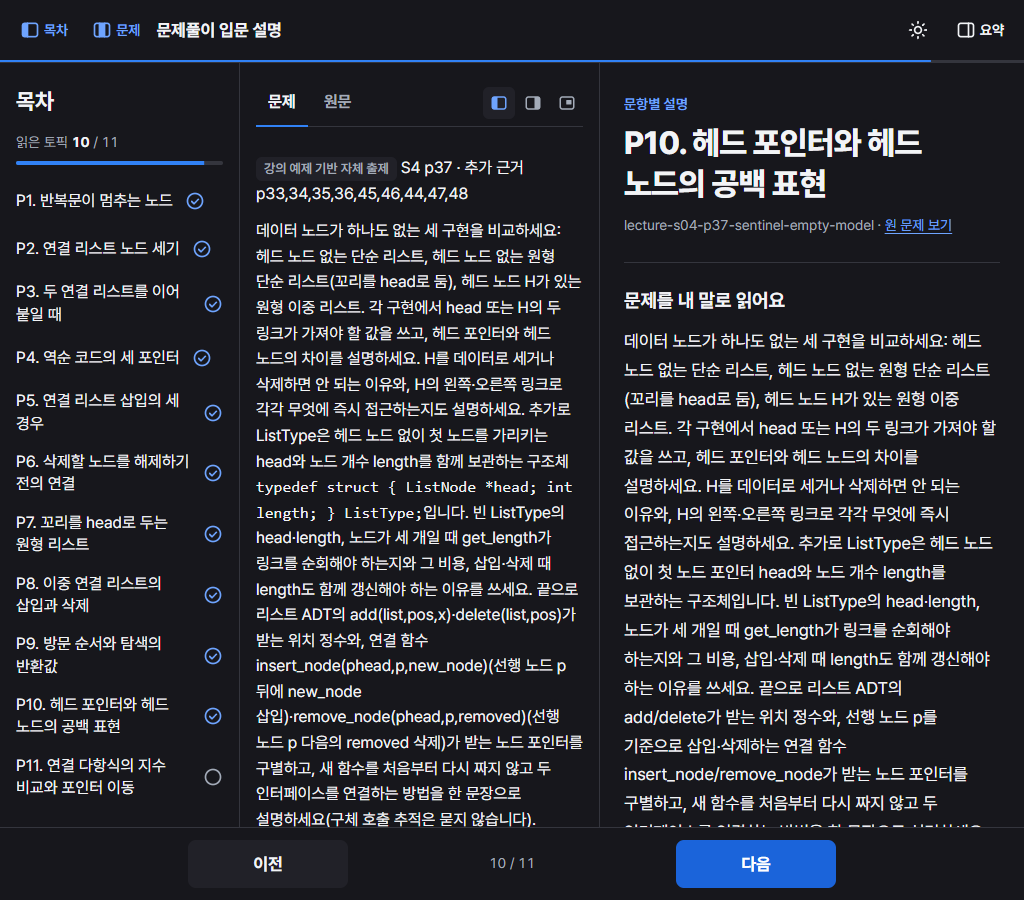 목차
문제
문제풀이 입문 설명
요약
목차
읽은 토픽 10 / 11
P1. 반복문이 멈추는 노드
P2. 연결 리스트 노드 세기
P3. 두 연결 리스트를 이어
붙일 때
P4. 역순 코드의 세 포인터
P5. 연결 리스트 삽입의 세
경우
P6. 삭제할 노드를 해제하기
전의 연결
P7. 꼬리를 head로 두는
원형 리스트
P8. 이중 연결 리스트의
삽입과 삭제
P9. 방문 순서와 탐색의
반환값
P10. 헤드 포인터와 헤드
노드의 공백 표현
P11. 연결 다항식의 지수
비교와 포인터 이동
문제
원문
강의 예제 기반 자체 출제 S4 p37 · 추가 근거
p33,34,35,36,45,46,44,47,48
데이터 노드가 하나도 없는 세 구현을 비교하세요:
헤드 노드 없는 단순 리스트, 헤드 노드 없는 원형
단순 리스트(꼬리를 head로 둠), 헤드 노드 H가 있는
원형 이중 리스트. 각 구현에서 head 또는 H의 두
링크가 가져야 할 값을 쓰고, 헤드 포인터와 헤드
노드의 차이를 설명하세요. H를 데이터로 세거나
삭제하면 안 되는 이유와, H의 왼쪽·오른쪽 링크로
각각 무엇에 즉시 접근하는지도 설명하세요. 추가로
ListType은 헤드 노드 없이 첫 노드를 가리키는
head와 노드 개수 length를 함께 보관하는 구조체
typedef struct { ListNode *head; int
length; } ListType;입니다. 빈 ListType의
head·length, 노드가 세 개일 때 get_length가
링크를 순회해야 하는지와 그 비용, 삽입·삭제 때
length도 함께 갱신해야 하는 이유를 쓰세요. 끝으로
리스트 ADT의 add(list,pos,x)·delete(list,pos)가
받는 위치 정수와, 연결 함수
insert_node(phead,p,new_node)(선행 노드 p
뒤에 new_node
삽입)·remove_node(phead,p,removed)(선행
노드 p 다음의 removed 삭제)가 받는 노드 포인터를
구별하고, 새 함수를 처음부터 다시 짜지 않고 두
인터페이스를 연결하는 방법을 한 문장으로
설명하세요(구체 호출 추적은 묻지 않습니다).
문항별 설명
P10. 헤드 포인터와 헤드
노드의 공백 표현
lecture-s04-p37-sentinel-empty-model · 원 문제 보기
문제를 내 말로 읽어요
데이터 노드가 하나도 없는 세 구현을 비교하세요: 헤드
노드 없는 단순 리스트, 헤드 노드 없는 원형 단순 리스트
(꼬리를 head로 둠), 헤드 노드 H가 있는 원형 이중
리스트. 각 구현에서 head 또는 H의 두 링크가 가져야 할
값을 쓰고, 헤드 포인터와 헤드 노드의 차이를
설명하세요. H를 데이터로 세거나 삭제하면 안 되는
이유와, H의 왼쪽·오른쪽 링크로 각각 무엇에 즉시
접근하는지도 설명하세요. 추가로 ListType은 헤드 노드
없이 첫 노드 포인터 head와 노드 개수 length를
보관하는 구조체입니다. 빈 ListType의 head·length,
노드가 세 개일 때 get_length가 링크를 순회해야
하는지와 그 비용, 삽입·삭제 때 length도 함께 갱신해야
하는 이유를 쓰세요. 끝으로 리스트 ADT의
add/delete가 받는 위치 정수와, 선행 노드 p를
기준으로 삽입·삭제하는 연결 함수
insert_node/remove_node가 받는 노드 포인터를
구별하고, 새 함수를 처음부터 다시 짜지 않고 두
이전
10 / 11
다음